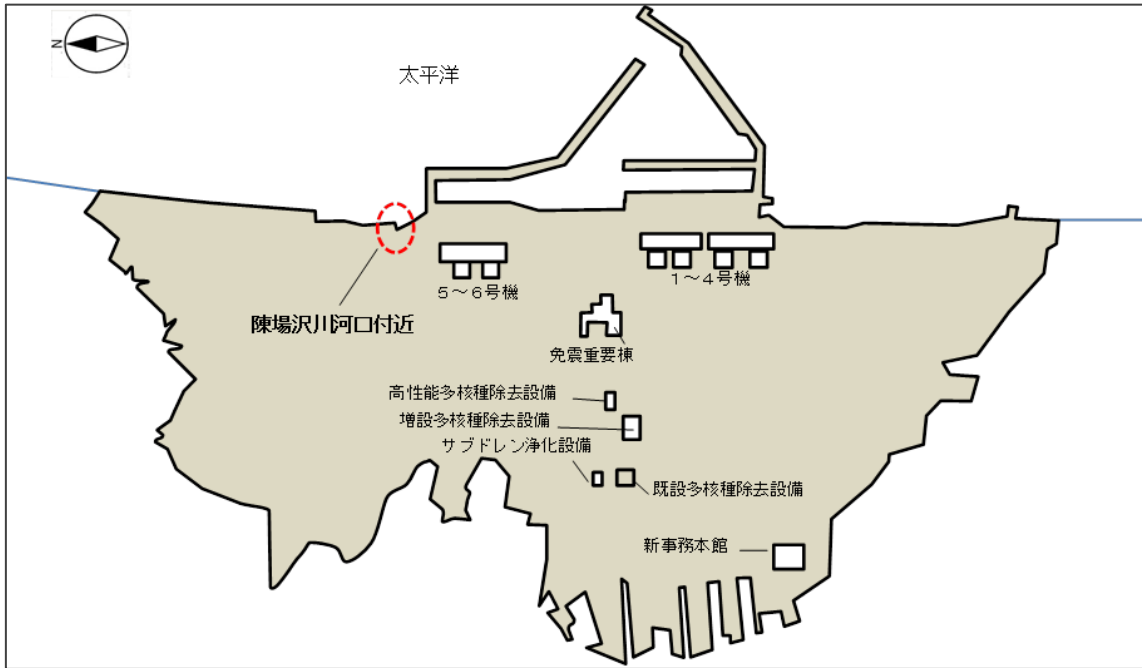 N
太平洋
５～６号機
１～４号機
陳場沢川河口付近
免震重要棟
高性能多核種除去設備
増設多核種除去設備
サブドレン浄化設備
既設多核種除去設備
新事務本館